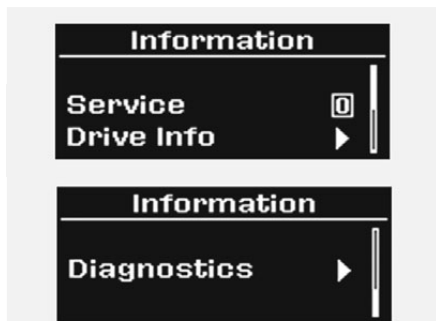 Information
Service 0
Drive Info
Information
Diagnostics